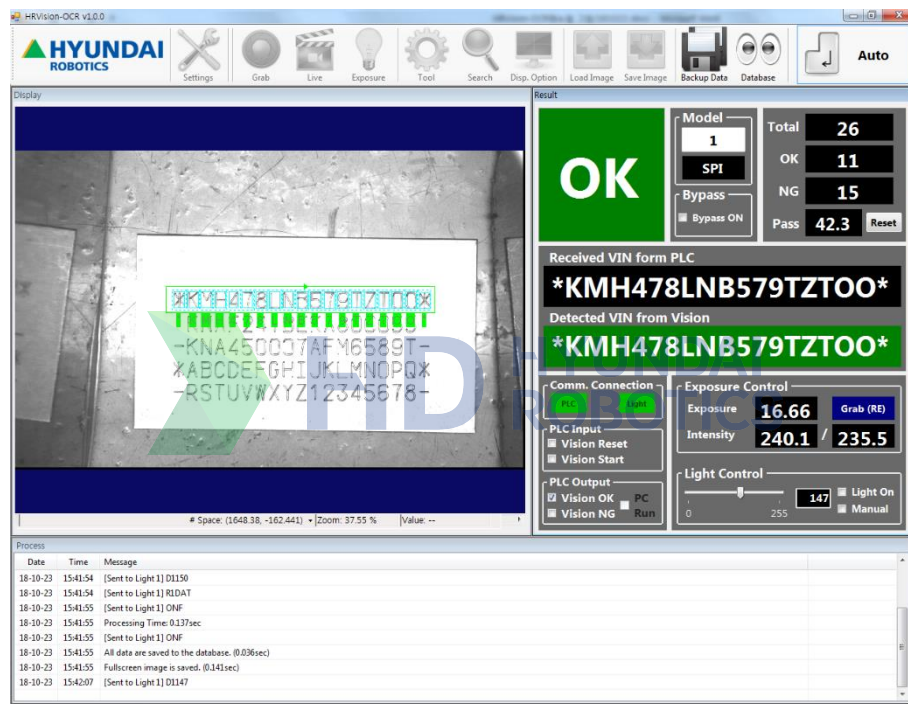 HRVision-OCR v1.0.0
HYUNDAI
ROBOTICS
Settings
Grab
Live
Exposure
Tool
Search
Disp. Option
Load Image
Save Image
Backup Data
Database
Auto
Display
*KMH478LNB579TZTOO*
-KNA450037AFM6589T-
*ABCDEFGHIJKLMNOPQ*
-RSTUVWXYZ12345678-
# Space: (1648.38, -162.441)
Zoom: 37.55 %
Value: --
Result
OK
Model
1
SPI
Bypass
Bypass ON
Total 26
OK 11
NG 15
Pass 42.3 Reset
Received VIN form PLC
*KMH478LNB579TZTOO*
Detected VIN from Vision
*KMH478LNB579TZTOO*
Comm. Connection
PLC Light
PLC Input
Vision Reset
Vision Start
PLC Output
Vision OK
Vision NG
PC
Run
Exposure Control
Exposure 16.66 Grab (RE)
Intensity 240.1 / 235.5
Light Control
0 255
147
Light On
Manual
HD HYUNDAI
ROBOTICS
Process
Date Time Message
18-10-23 15:41:54 [Sent to Light 1] D1150
18-10-23 15:41:54 [Sent to Light 1] R1DAT
18-10-23 15:41:55 [Sent to Light 1] ONF
18-10-23 15:41:55 Processing Time: 0.137sec
18-10-23 15:41:55 [Sent to Light 1] ONF
18-10-23 15:41:55 All data are saved to the database. (0.036sec)
18-10-23 15:41:55 Fullscreen image is saved. (0.141sec)
18-10-23 15:42:07 [Sent to Light 1] D1147